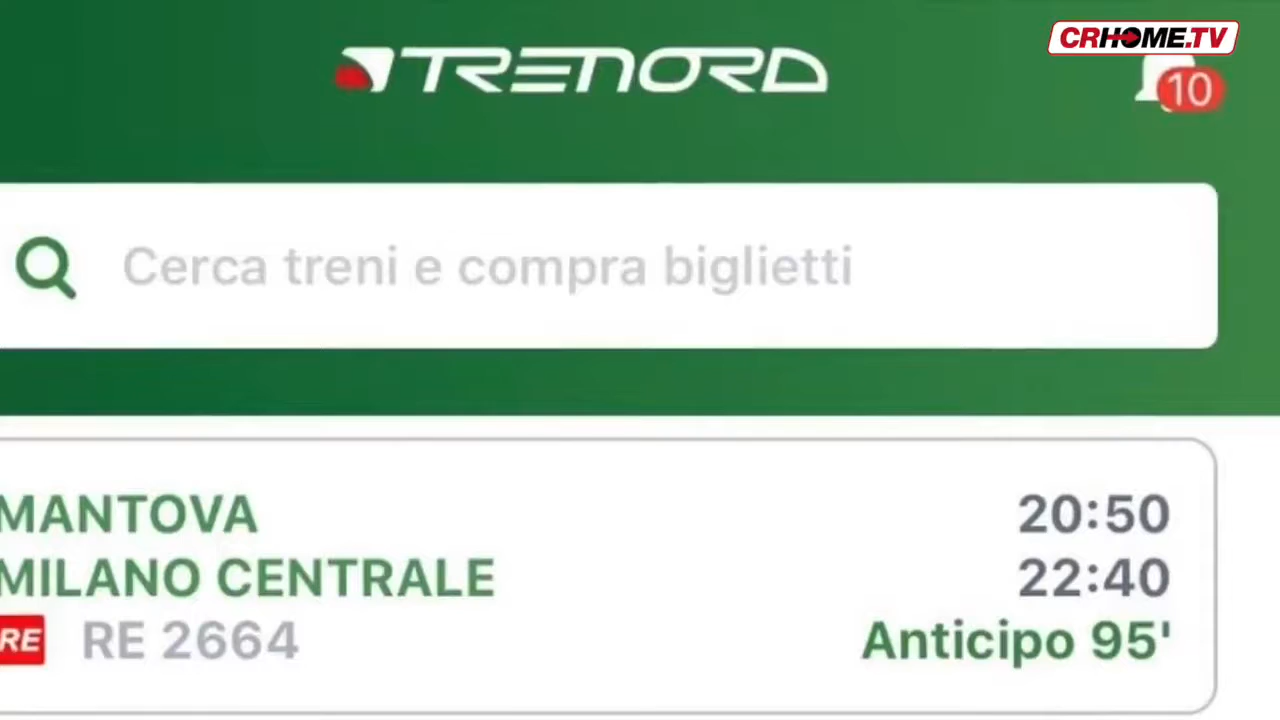 CRHOME.TV
TRENORD
10
Cerca treni e compra biglietti
MANTOVA 20:50
MILANO CENTRALE 22:40
RE RE 2664 Anticipo 95'